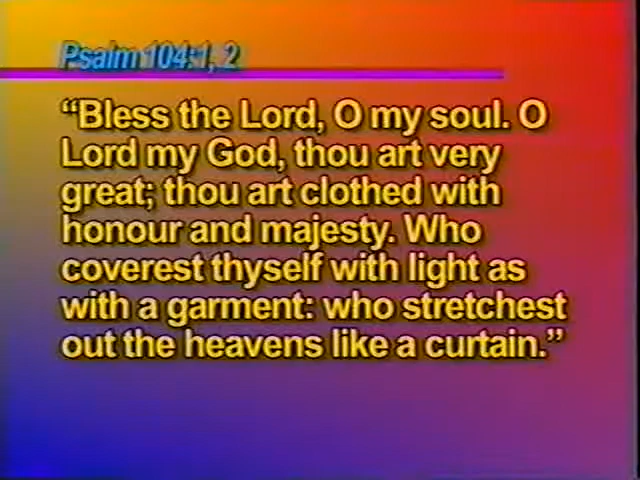 Psalm 104:1, 2
“Bless the Lord, O my soul. O
Lord my God, thou art very
great; thou art clothed with
honour and majesty. Who
coverest thyself with light as
with a garment: who stretchest
out the heavens like a curtain.”